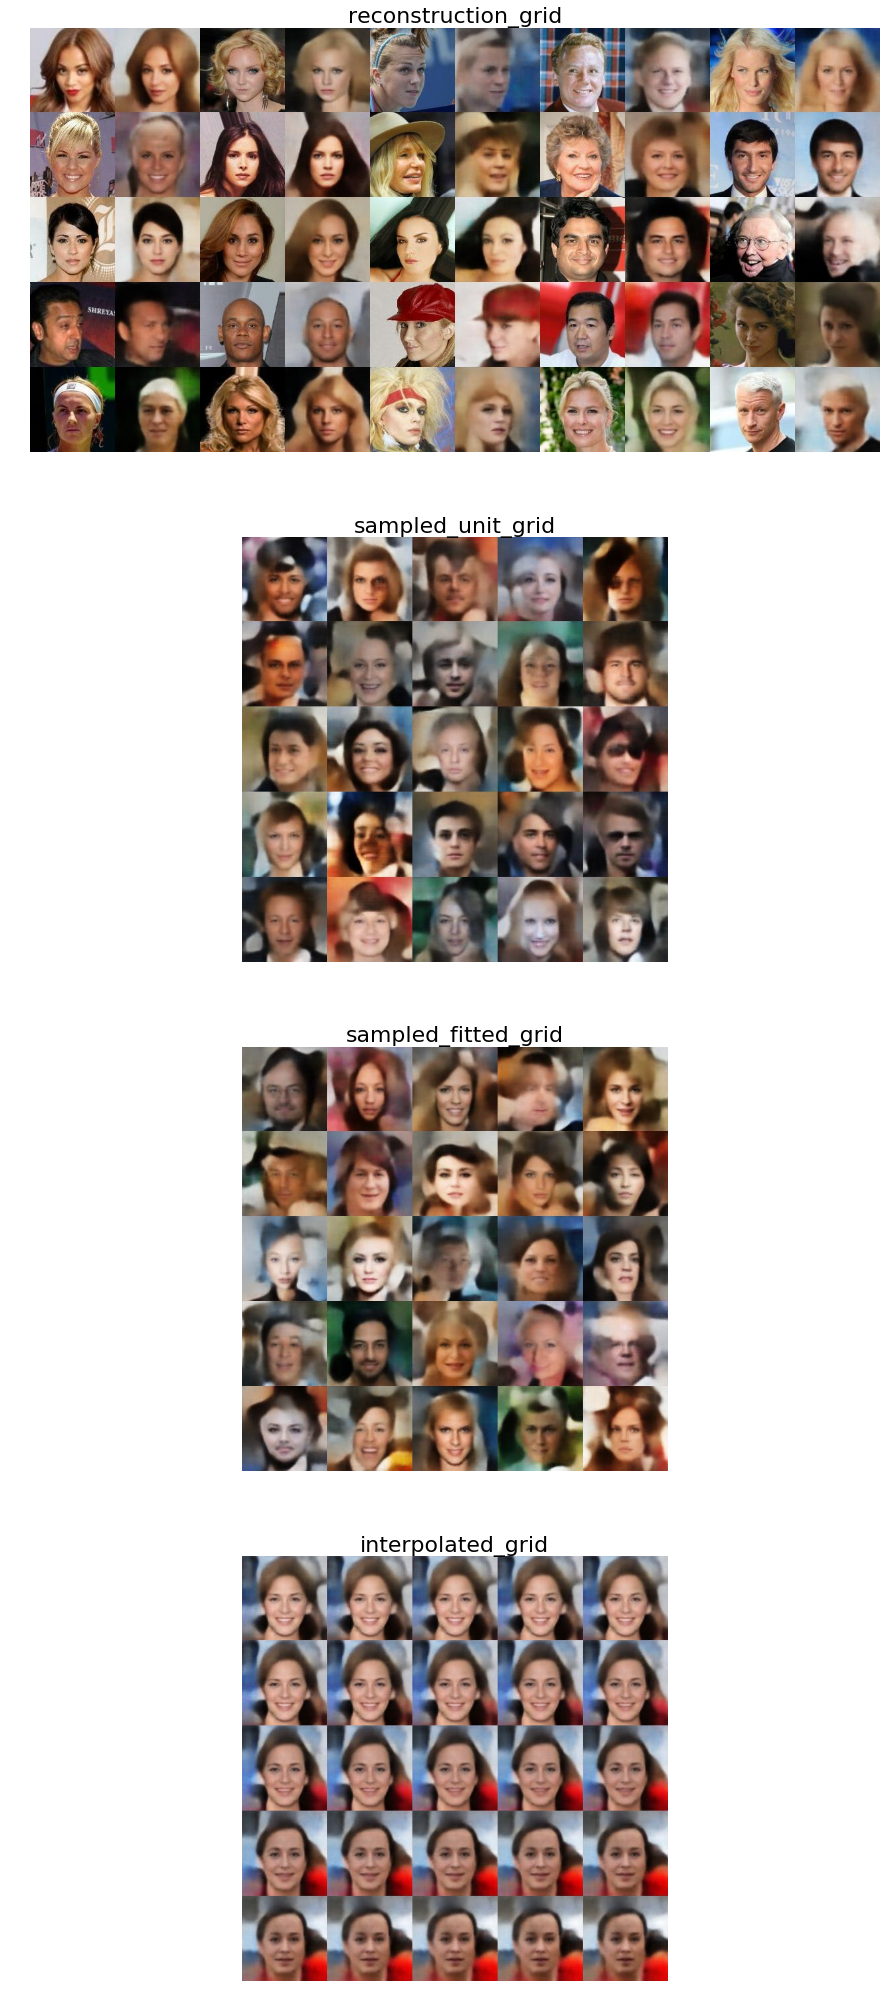 reconstruction_grid
SHREYAS
sampled_unit_grid
sampled_fitted_grid
interpolated_grid